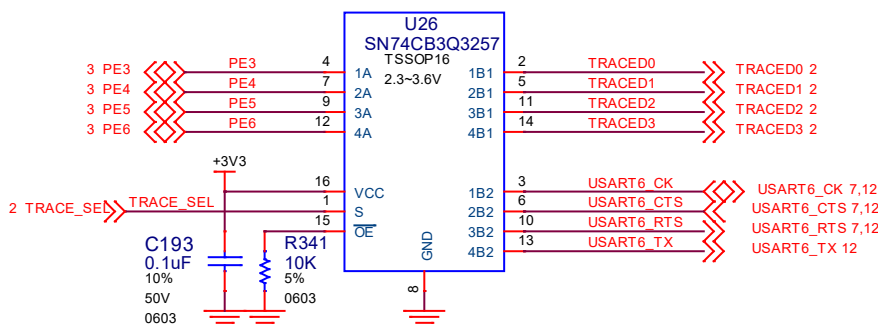 U26
SN74CB3Q3257
TSSOP16
2.3~3.6V
3 PE3 PE3 4 1A 1B1 2 TRACED0 TRACED0 2
3 PE4 PE4 7 2A 2B1 5 TRACED1 TRACED1 2
3 PE5 PE5 9 3A 3B1 11 TRACED2 TRACED2 2
3 PE6 PE6 12 4A 4B1 14 TRACED3 TRACED3 2
+3V3
16 VCC 1B2 3 USART6_CK USART6_CK 7,12
2 TRACE_SEL TRACE_SEL 1 S 2B2 6 USART6_CTS USART6_CTS 7,12
15 OE 3B2 10 USART6_RTS USART6_RTS 7,12
4B2 13 USART6_TX USART6_TX 12
GND
8
C193
0.1uF
10%
50V
0603
R341
10K
5%
0603